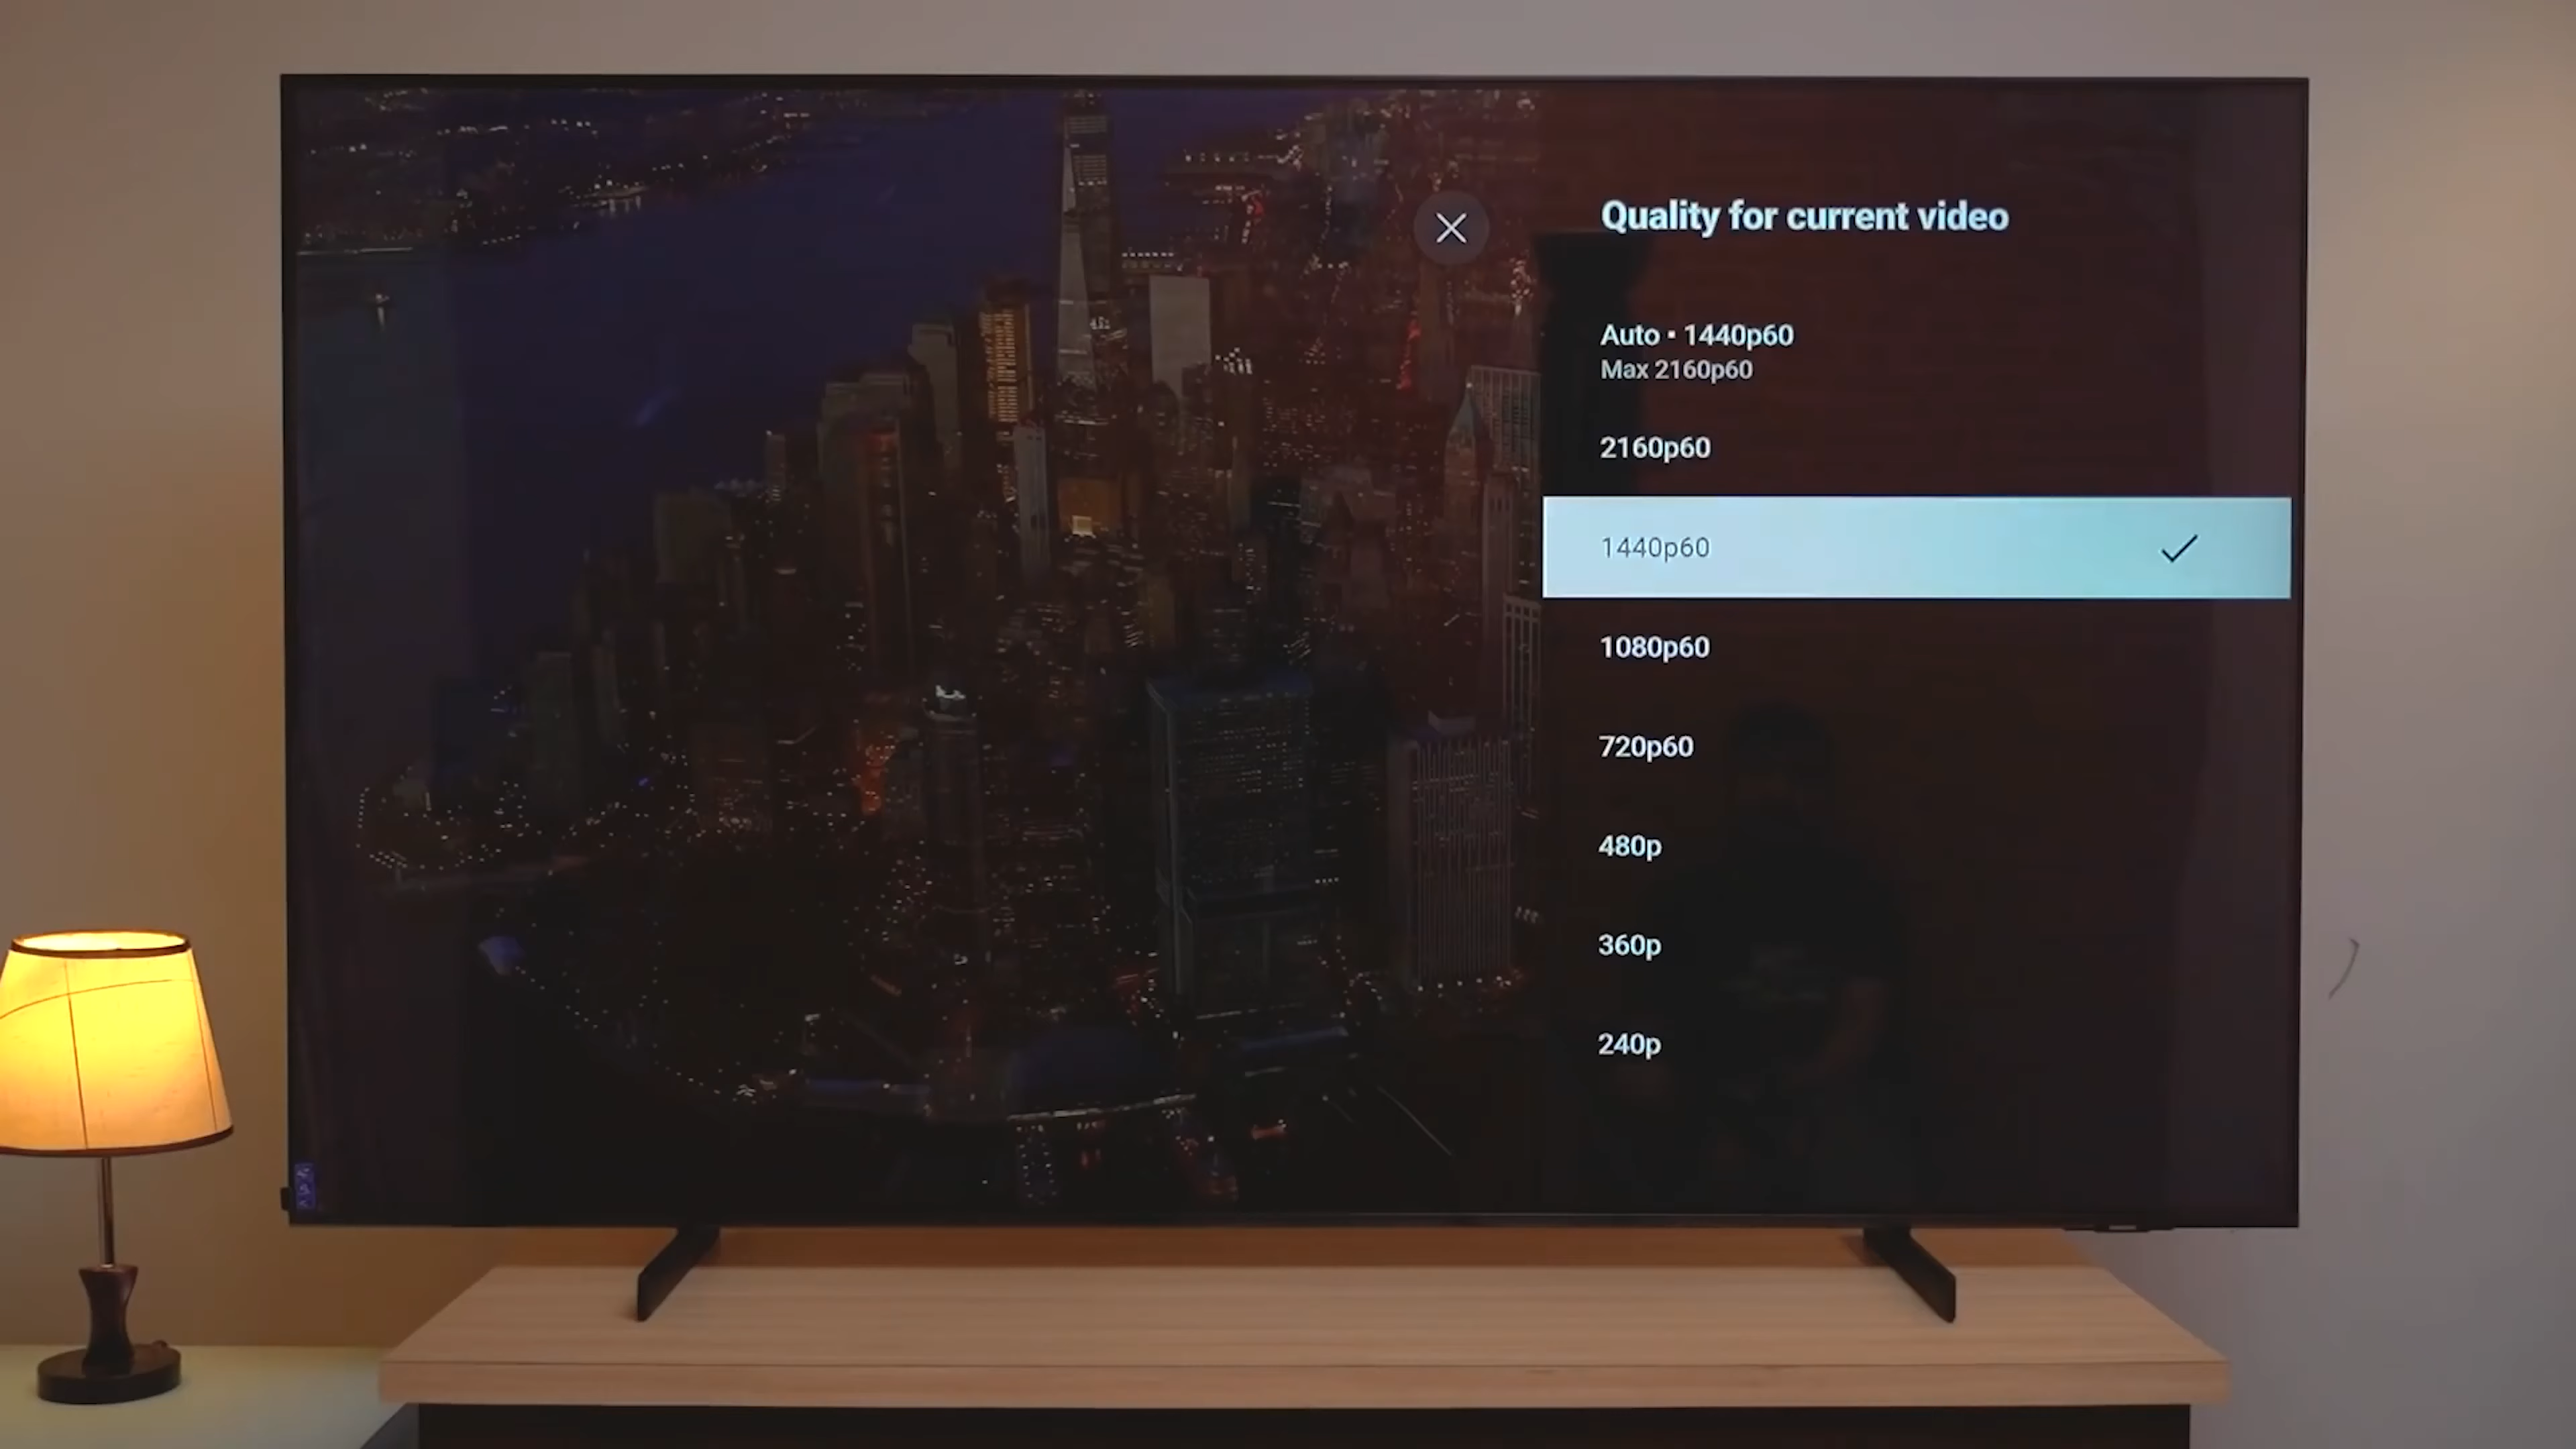 Quality for current video
Auto • 1440p60
Max 2160p60
2160p60
1440p60
1080p60
720p60
480p
360p
240p